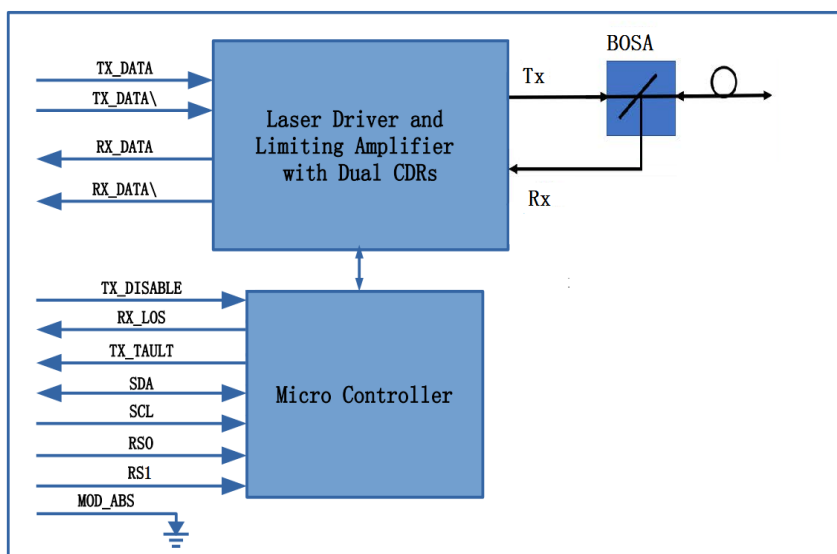 BOSA
TX_DATA
Tx
TX_DATA\
Laser Driver and
Limiting Amplifier
with Dual CDRs
RX_DATA
RX_DATA\
Rx
TX_DISABLE
RX_LOS
TX_TAULT
SDA
Micro Controller
SCL
RS0
RS1
MOD_ABS